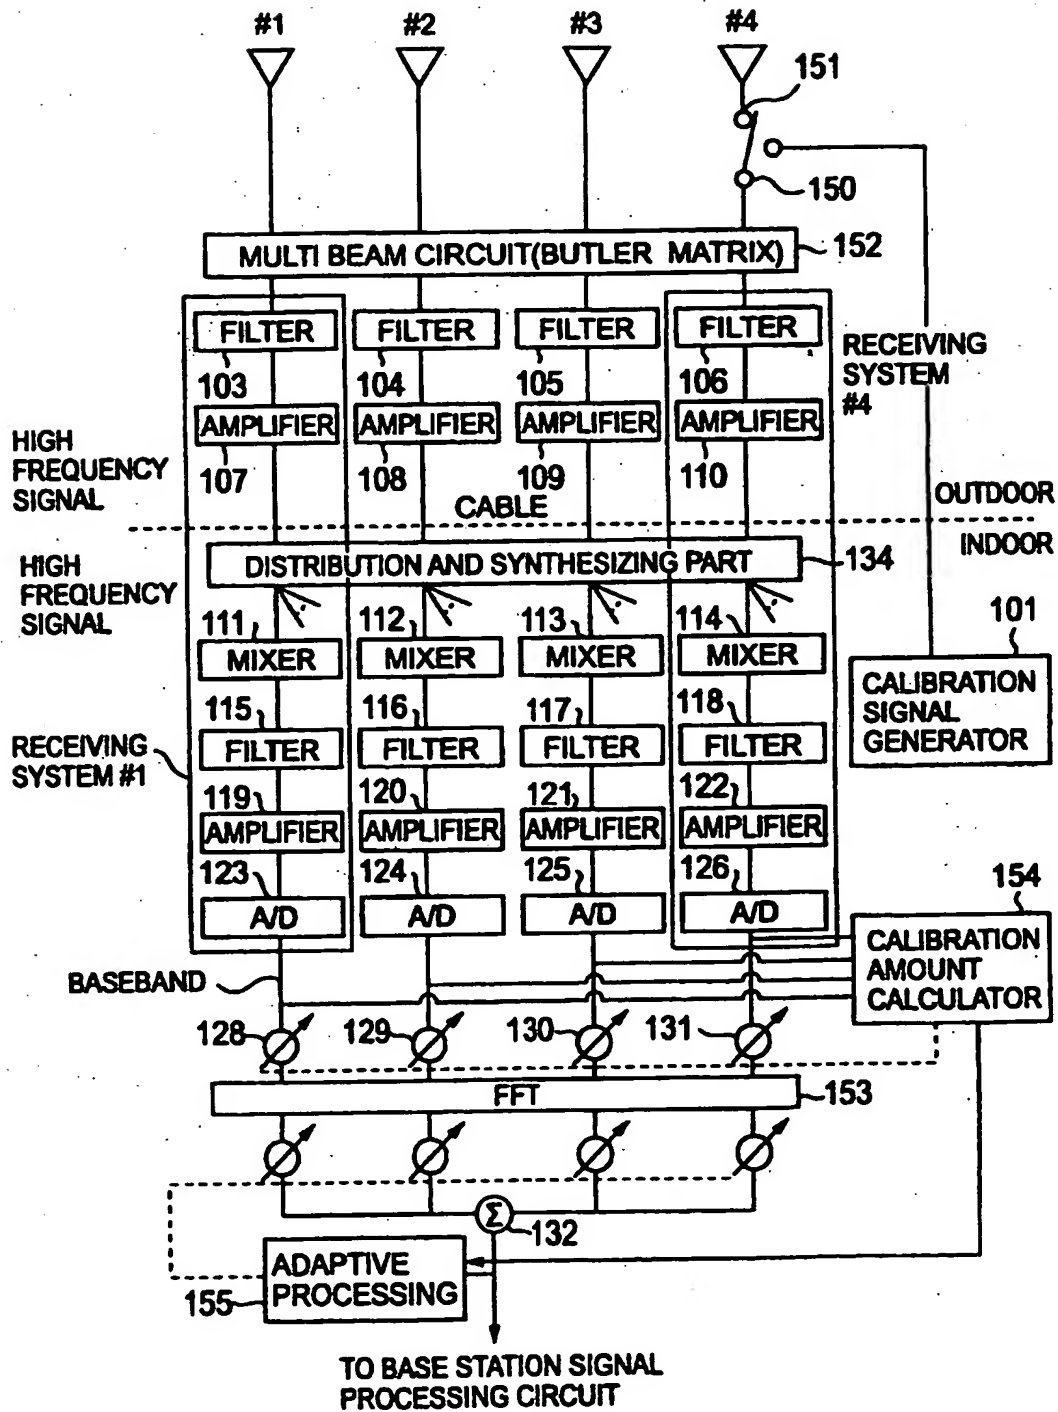 #1 #2 #3 #4
151
150
MULTI BEAM CIRCUIT(BUTLER MATRIX)
152
FILTER FILTER FILTER FILTER
103 104 105 106
RECEIVING
SYSTEM
#4
AMPLIFIER AMPLIFIER AMPLIFIER AMPLIFIER
107 108 109 110
HIGH
FREQUENCY
SIGNAL
CABLE
OUTDOOR
INDOOR
HIGH
FREQUENCY
SIGNAL
DISTRIBUTION AND SYNTHESIZING PART
134
111 112 113 114
MIXER MIXER MIXER MIXER
101
CALIBRATION
SIGNAL
GENERATOR
115 116 117 118
FILTER FILTER FILTER FILTER
RECEIVING
SYSTEM #1
119 120 121 122
AMPLIFIER AMPLIFIER AMPLIFIER AMPLIFIER
123 124 125 126
A/D A/D A/D A/D
154
CALIBRATION
AMOUNT
CALCULATOR
BASEBAND
128 129 130 131
FFT
153
Σ
132
ADAPTIVE
PROCESSING
155
TO BASE STATION SIGNAL
PROCESSING CIRCUIT